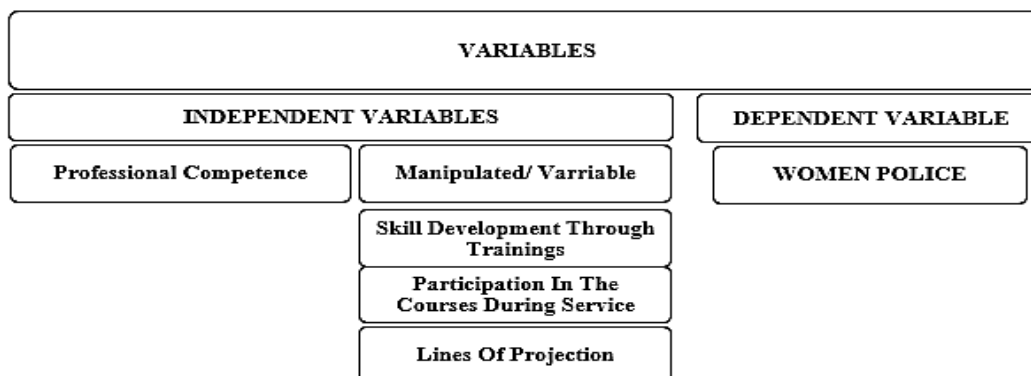 VARIABLES
INDEPENDENT VARIABLES
DEPENDENT VARIABLE
Professional Competence
Manipulated/ Varriable
WOMEN POLICE
Skill Development Through
Trainings
Participation In The
Courses During Service
Lines Of Projection